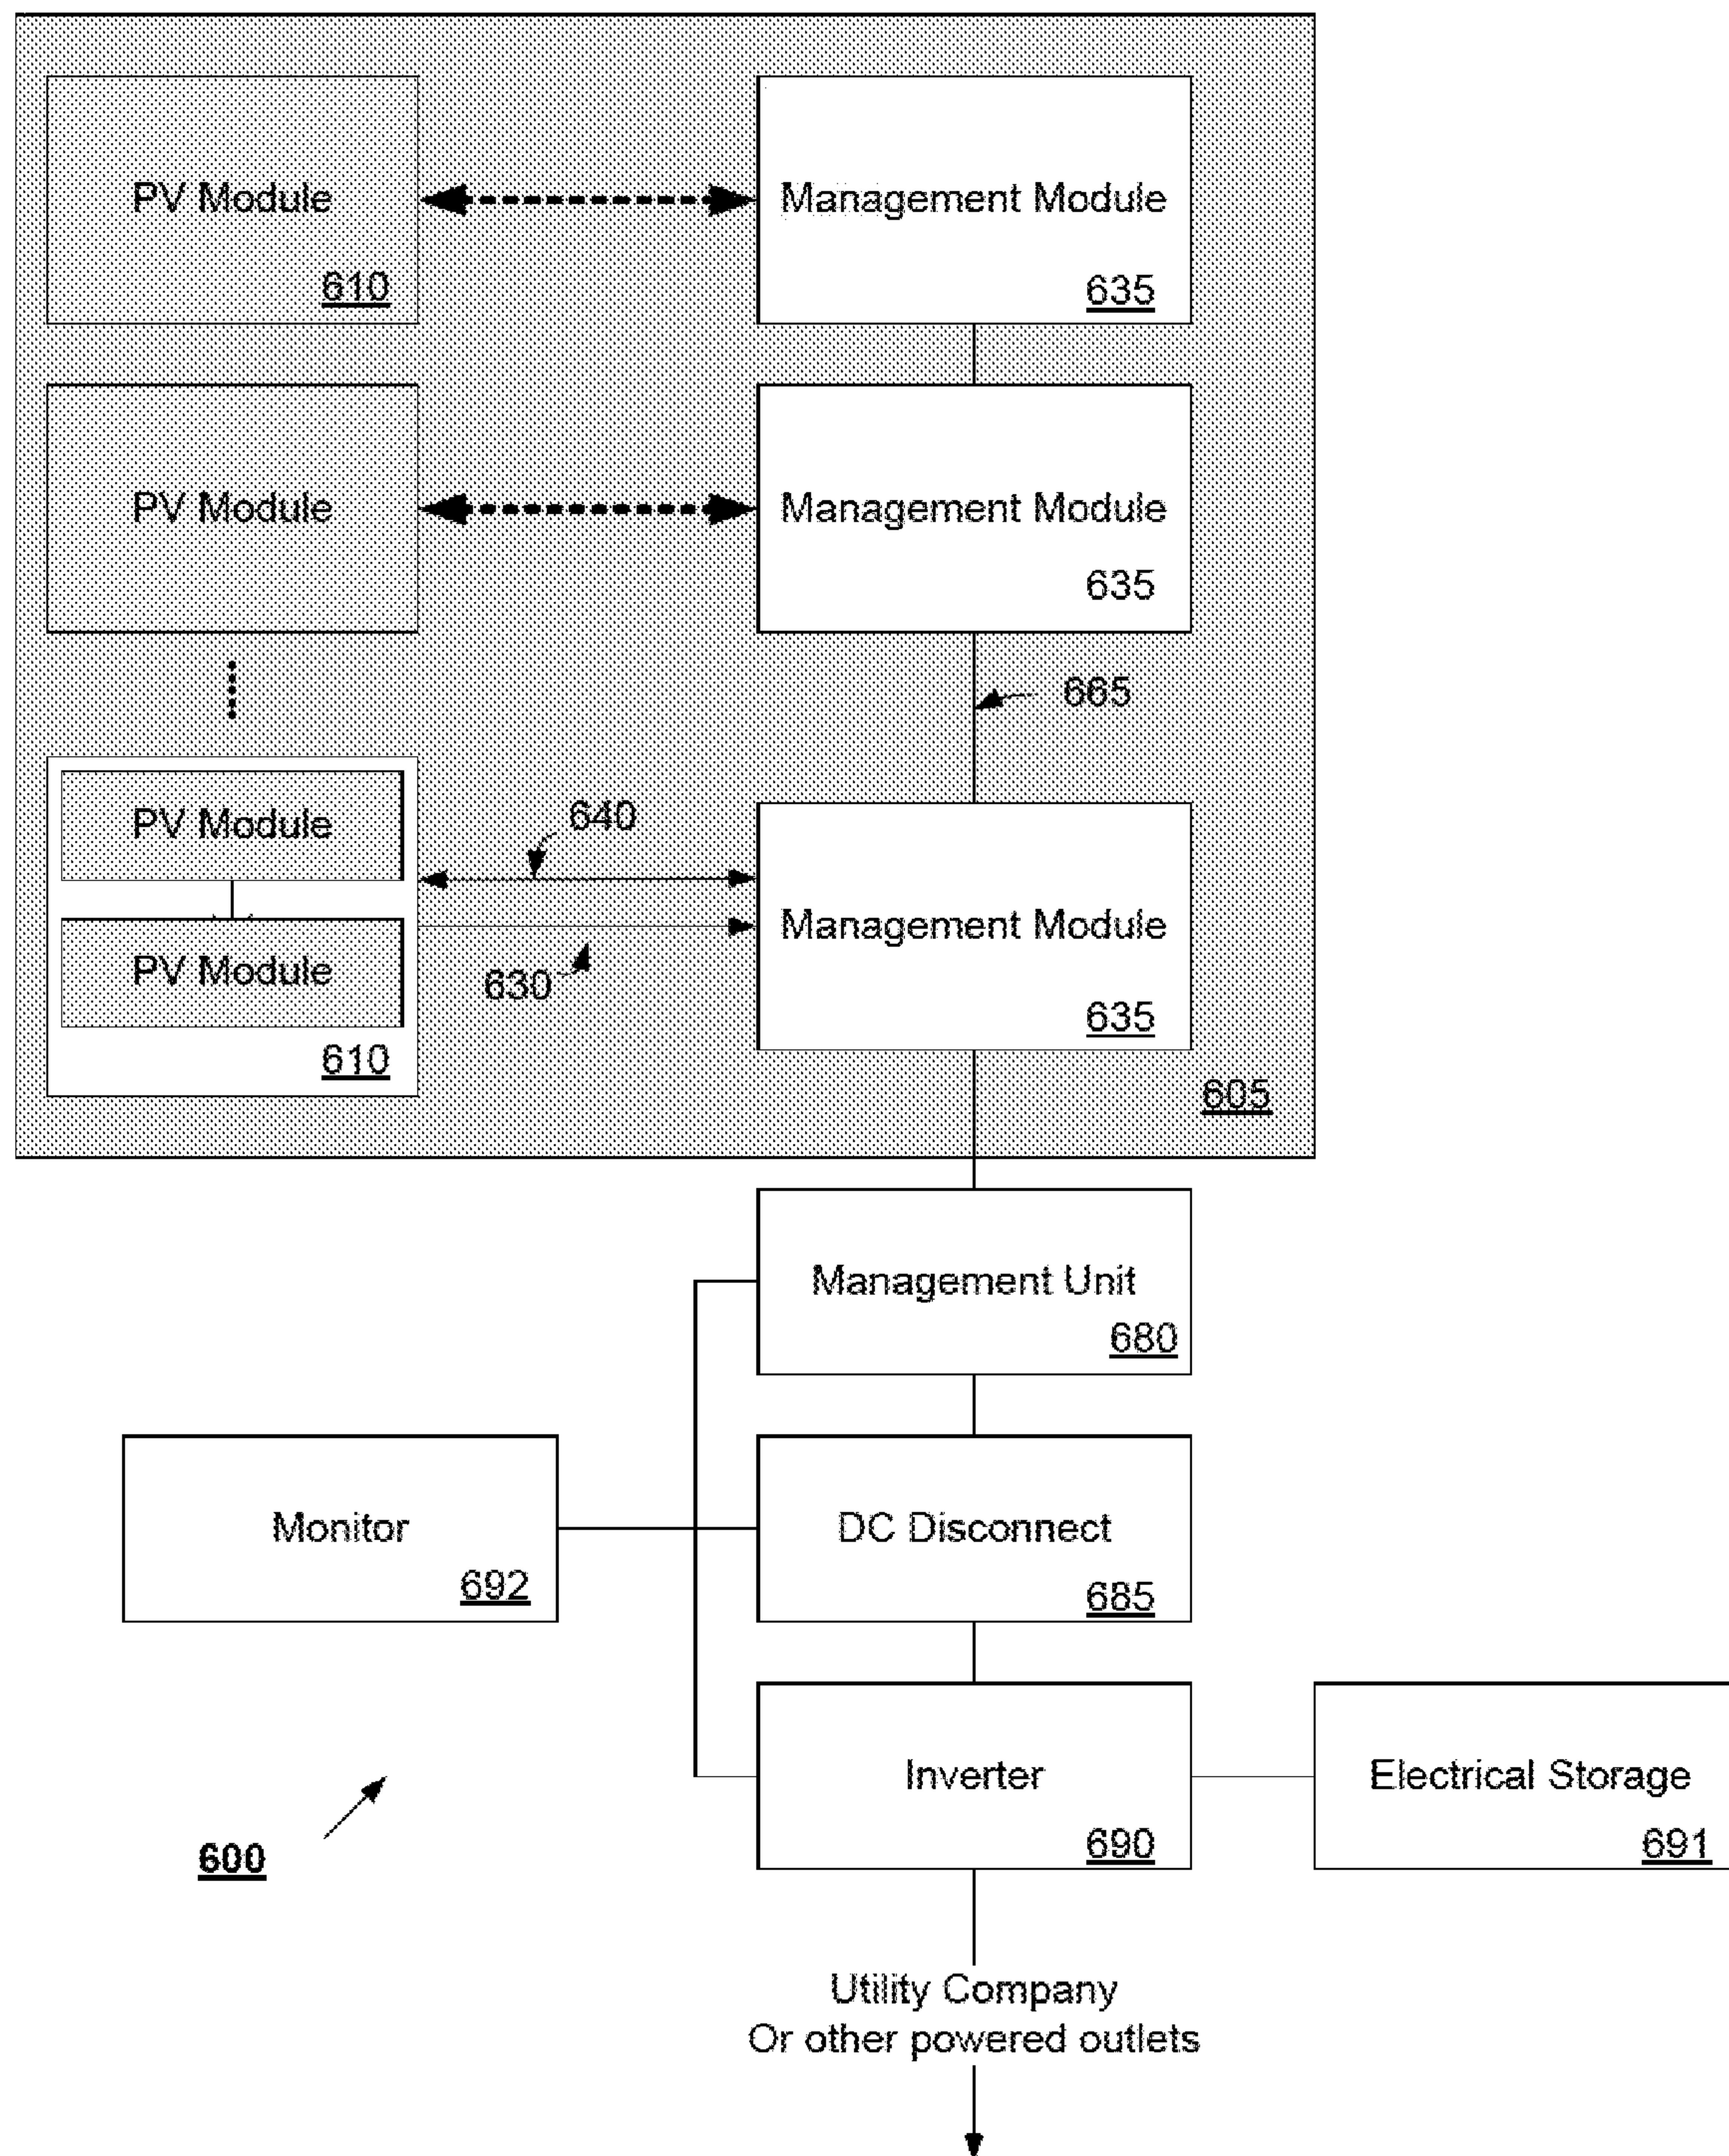 PV Module
610
Management Module
635
PV Module
Management Module
635
665
PV Module
PV Module
610
640
630
Management Module
635
605
Management Unit
680
Monitor
692
DC Disconnect
685
Inverter
690
Electrical Storage
691
600
Utility Company
Or other powered outlets